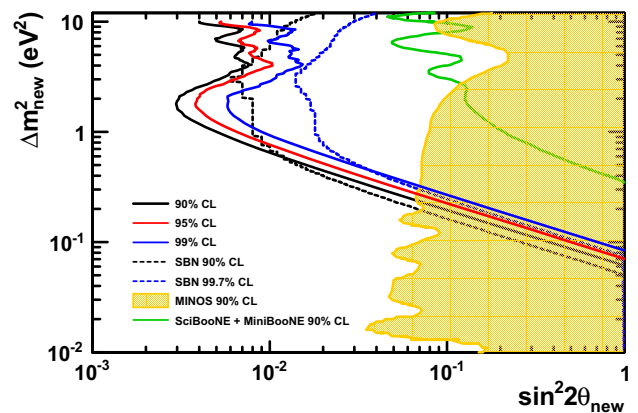 Δm²new (eV²)
10
1
10⁻¹
10⁻²
90% CL
95% CL
99% CL
SBN 90% CL
SBN 99.7% CL
MINOS 90% CL
SciBooNE + MiniBooNE 90% CL
10⁻³ 10⁻² 10⁻¹ 1
sin²2θnew